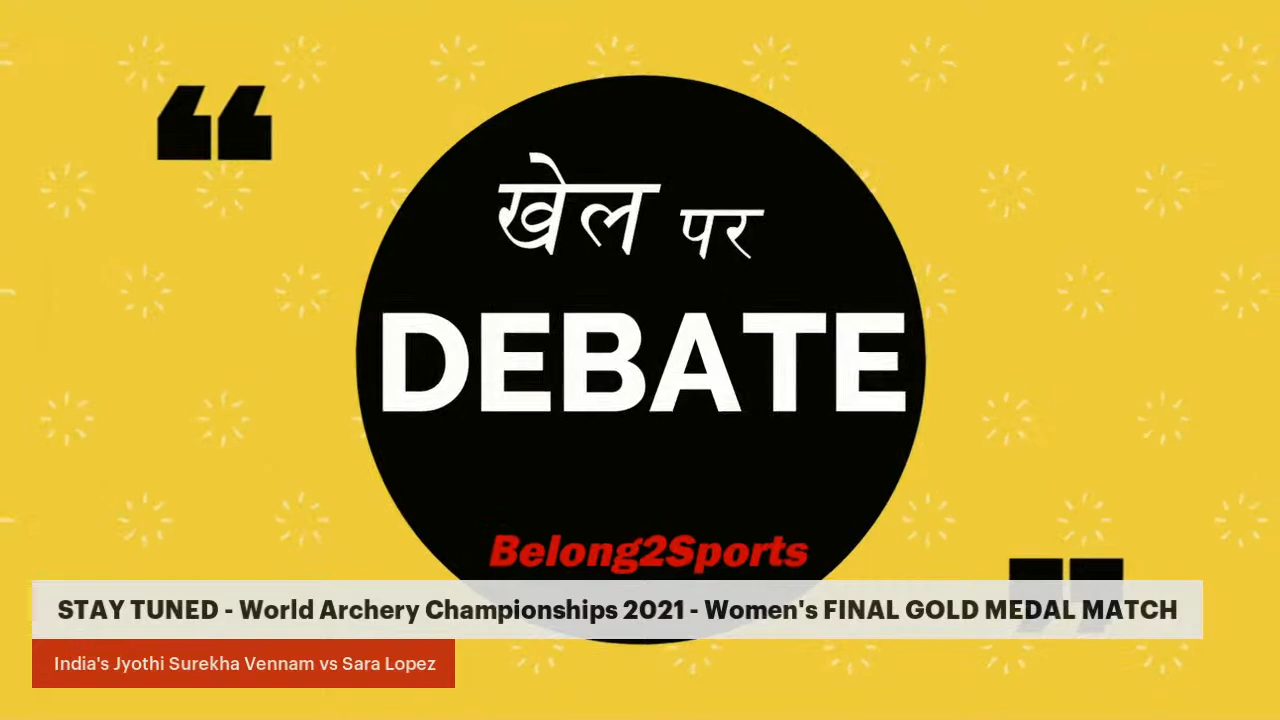 खेल पर
DEBATE
Belong2Sports
STAY TUNED - World Archery Championships 2021 - Women's FINAL GOLD MEDAL MATCH
India's Jyothi Surekha Vennam vs Sara Lopez